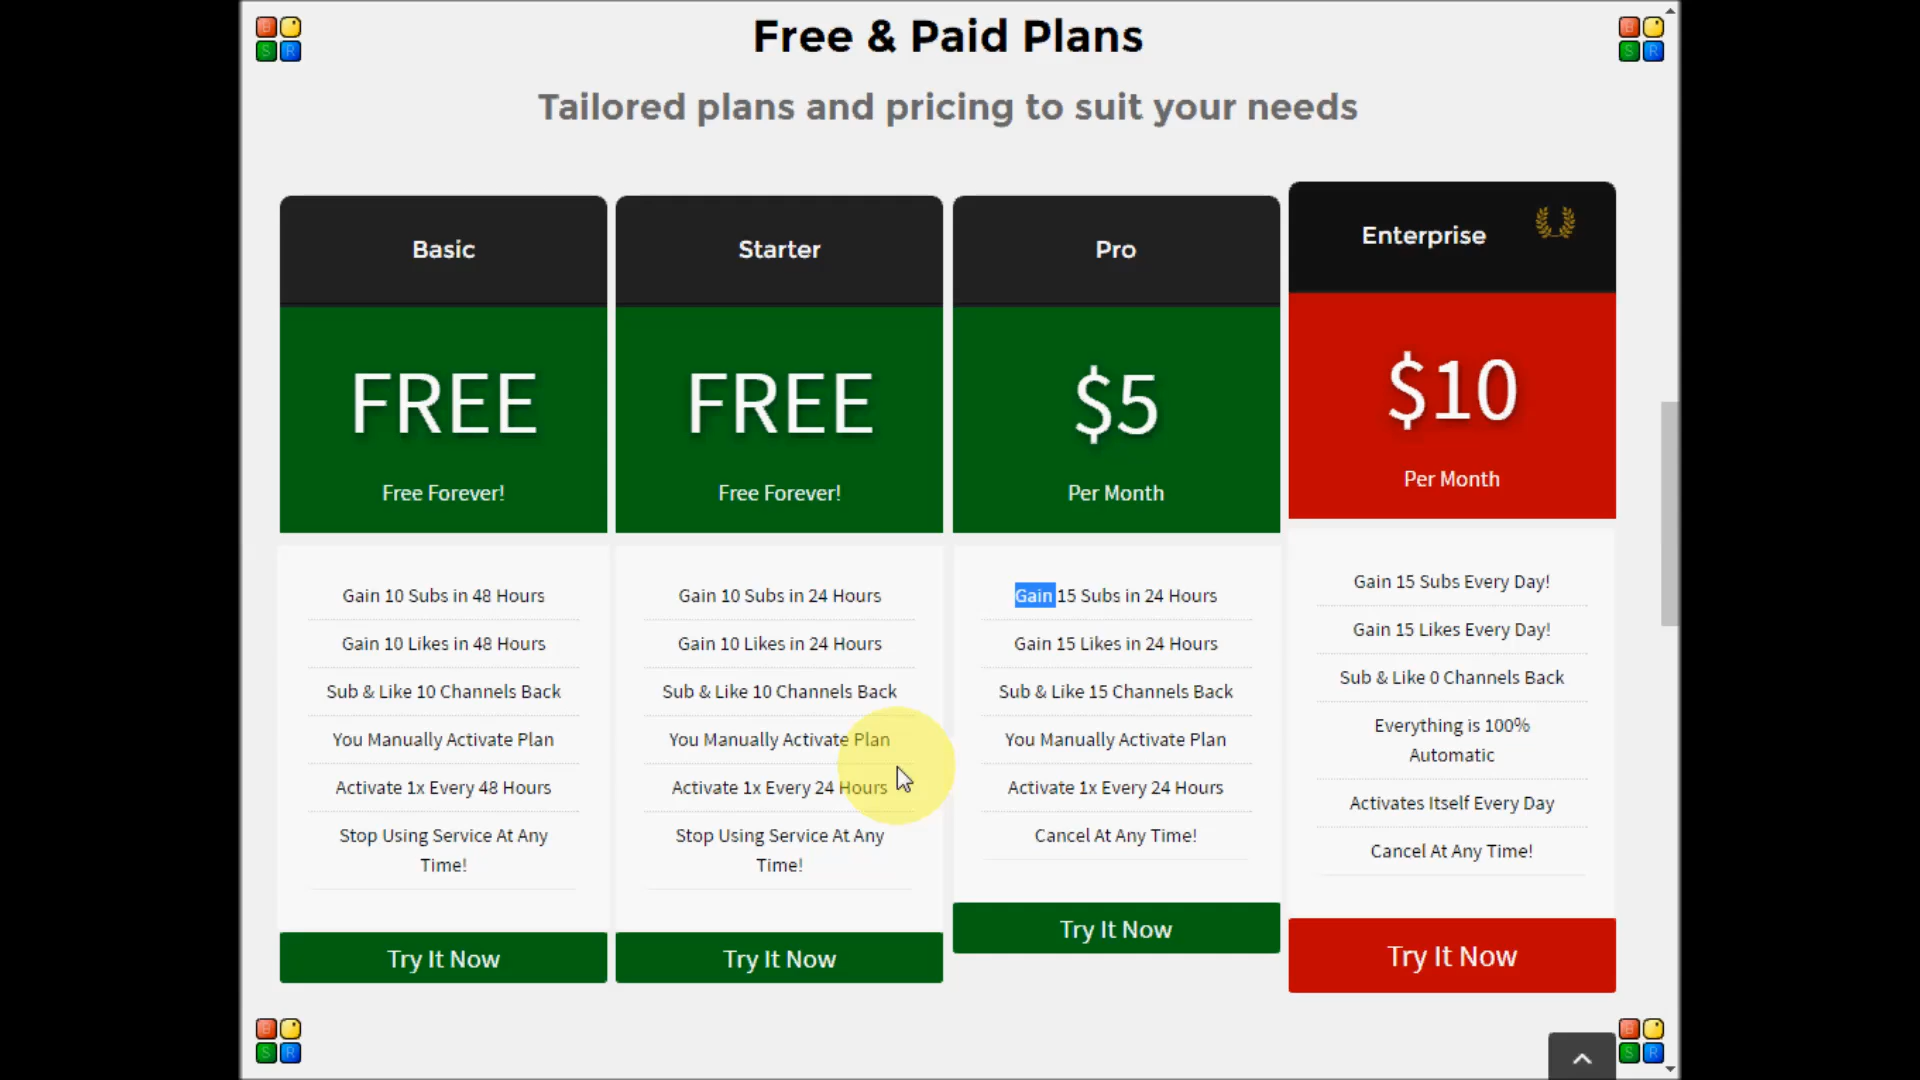 Free & Paid Plans
Tailored plans and pricing to suit your needs
Basic
FREE
Free Forever!
Gain 10 Subs in 48 Hours
Gain 10 Likes in 48 Hours
Sub & Like 10 Channels Back
You Manually Activate Plan
Activate 1x Every 48 Hours
Stop Using Service At Any
Time!
Try It Now
Starter
FREE
Free Forever!
Gain 10 Subs in 24 Hours
Gain 10 Likes in 24 Hours
Sub & Like 10 Channels Back
You Manually Activate Plan
Activate 1x Every 24 Hours
Stop Using Service At Any
Time!
Try It Now
Pro
$5
Per Month
Gain 15 Subs in 24 Hours
Gain 15 Likes in 24 Hours
Sub & Like 15 Channels Back
You Manually Activate Plan
Activate 1x Every 24 Hours
Cancel At Any Time!
Try It Now
Enterprise
$10
Per Month
Gain 15 Subs Every Day!
Gain 15 Likes Every Day!
Sub & Like 0 Channels Back
Everything is 100%
Automatic
Activates Itself Every Day
Cancel At Any Time!
Try It Now